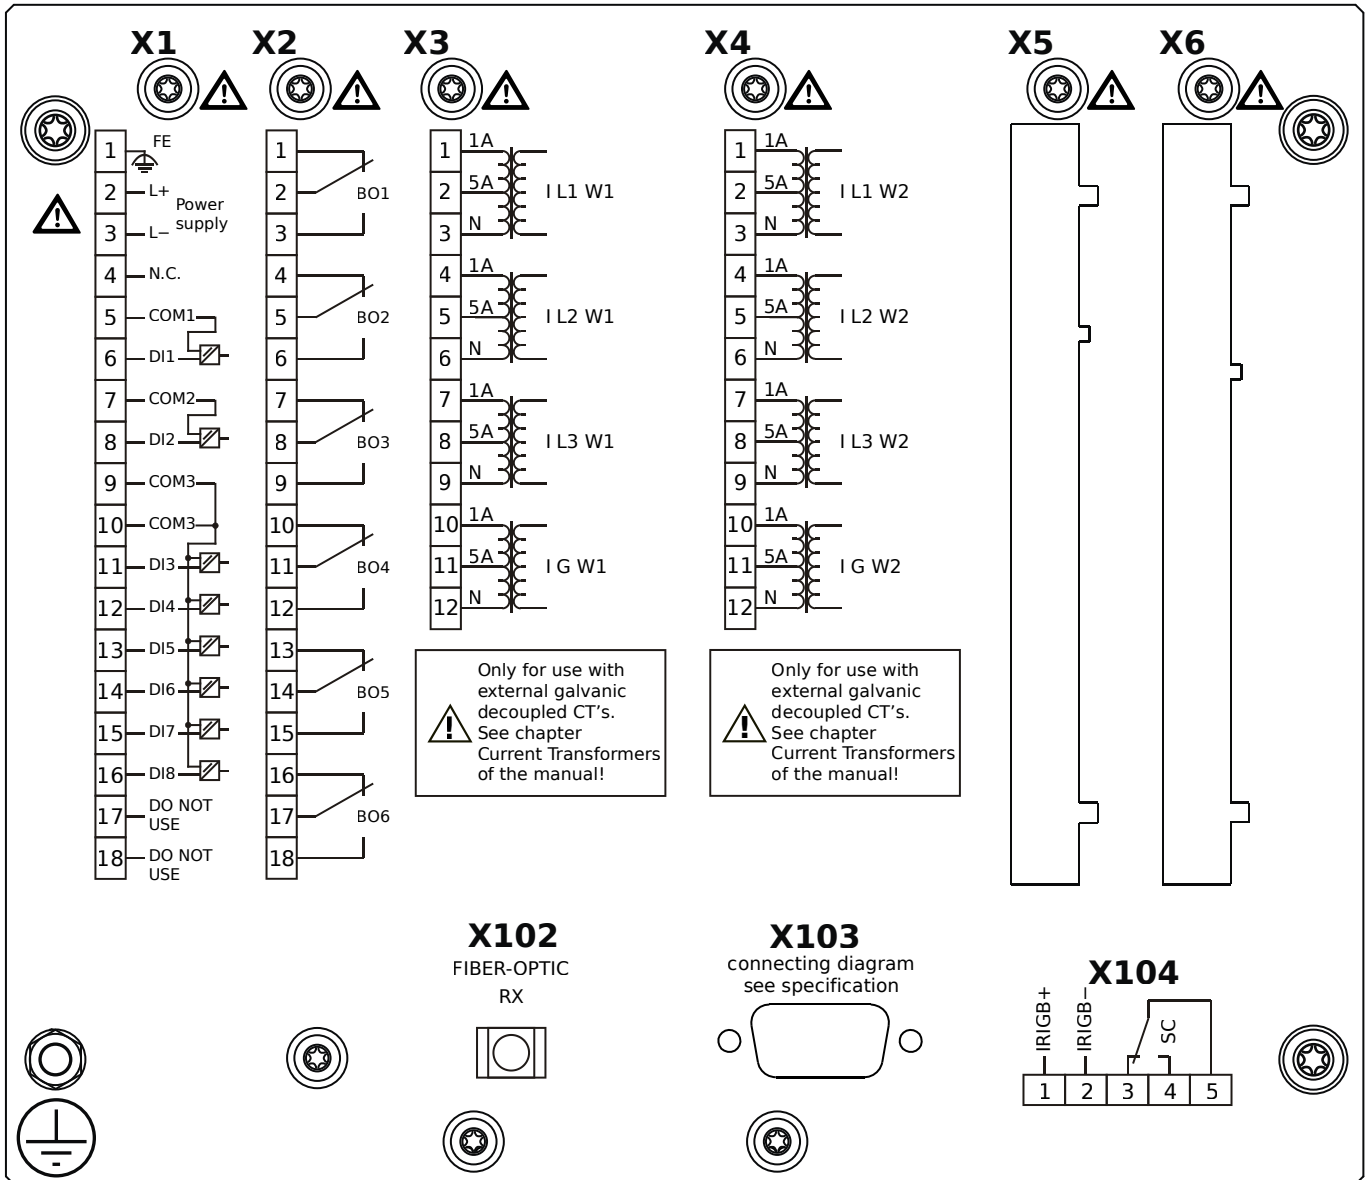 X1
X2
X3
X4
X5
X6
1
FE
2
L+
Power
supply
3
L−
4
N.C.
5
COM1
6
DI1
7
COM2
8
DI2
9
COM3
10
COM3
11
DI3
12
DI4
13
DI5
14
DI6
15
DI7
16
DI8
17
DO NOT
USE
18
DO NOT
USE
1
2
BO1
3
4
5
BO2
6
7
8
BO3
9
10
11
BO4
12
13
14
BO5
15
16
17
BO6
18
1 1A
2 5A I L1 W1
3 N
4 1A
5 5A I L2 W1
6 N
7 1A
8 5A I L3 W1
9 N
10 1A
11 5A I G W1
12 N
Only for use with
external galvanic
decoupled CT's.
See chapter
Current Transformers
of the manual!
1 1A
2 5A I L1 W2
3 N
4 1A
5 5A I L2 W2
6 N
7 1A
8 5A I L3 W2
9 N
10 1A
11 5A I G W2
12 N
Only for use with
external galvanic
decoupled CT's.
See chapter
Current Transformers
of the manual!
X102
FIBER-OPTIC
RX
X103
connecting diagram
see specification
X104
IRIGB+
IRIGB−
SC
1 2 3 4 5